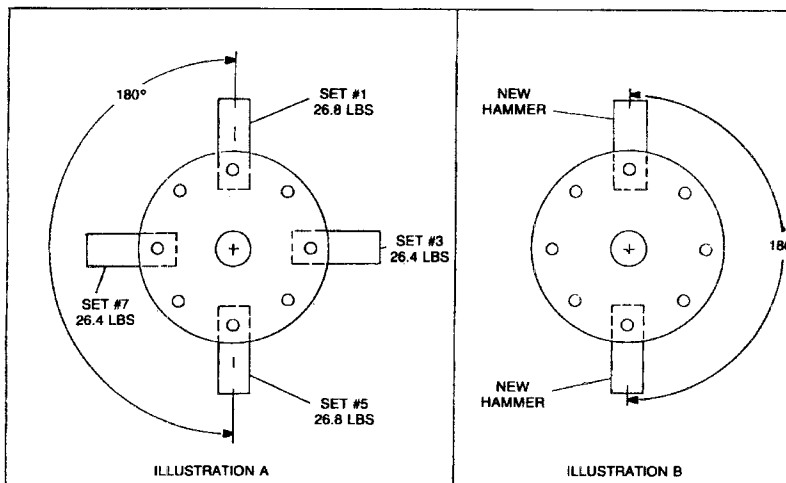 180°
SET #1
26.8 LBS
SET #3
26.4 LBS
SET #7
26.4 LBS
SET #5
26.8 LBS
ILLUSTRATION A
NEW
HAMMER
180
NEW
HAMMER
ILLUSTRATION B